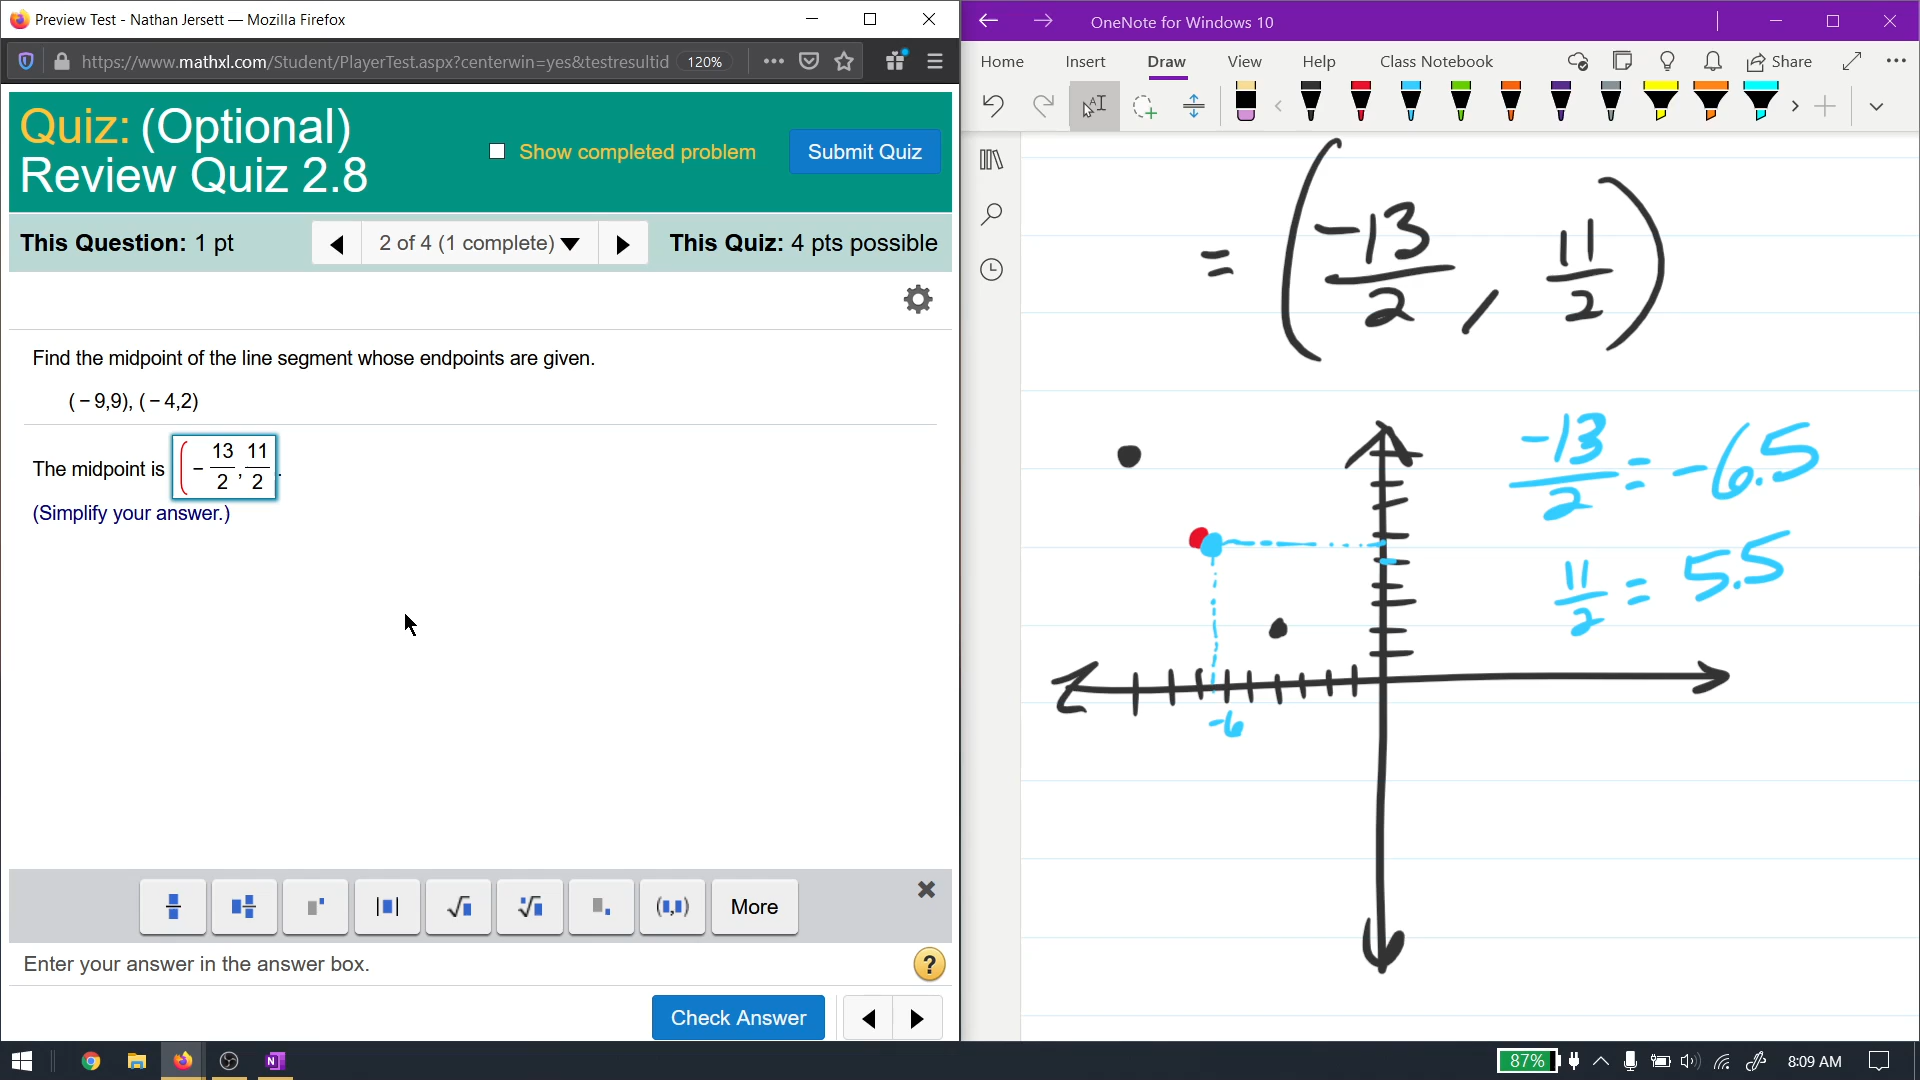 Preview Test - Nathan Jersett — Mozilla Firefox
https://www.mathxl.com/Student/PlayerTest.aspx?centerwin=yes&testresultid
120%
Quiz: (Optional)
Review Quiz 2.8
Show completed problem
Submit Quiz
This Question: 1 pt
2 of 4 (1 complete)
This Quiz: 4 pts possible
Find the midpoint of the line segment whose endpoints are given.
(−9,9), (−4,2)
The midpoint is (−13/2, 11/2.
(Simplify your answer.)
More
Enter your answer in the answer box.
?
Check Answer
OneNote for Windows 10
Home Insert Draw View Help Class Notebook Share
= (-13/2, 11/2)
-13/2 = -6.5
11/2 = 5.5
-6
87%
8:09 AM